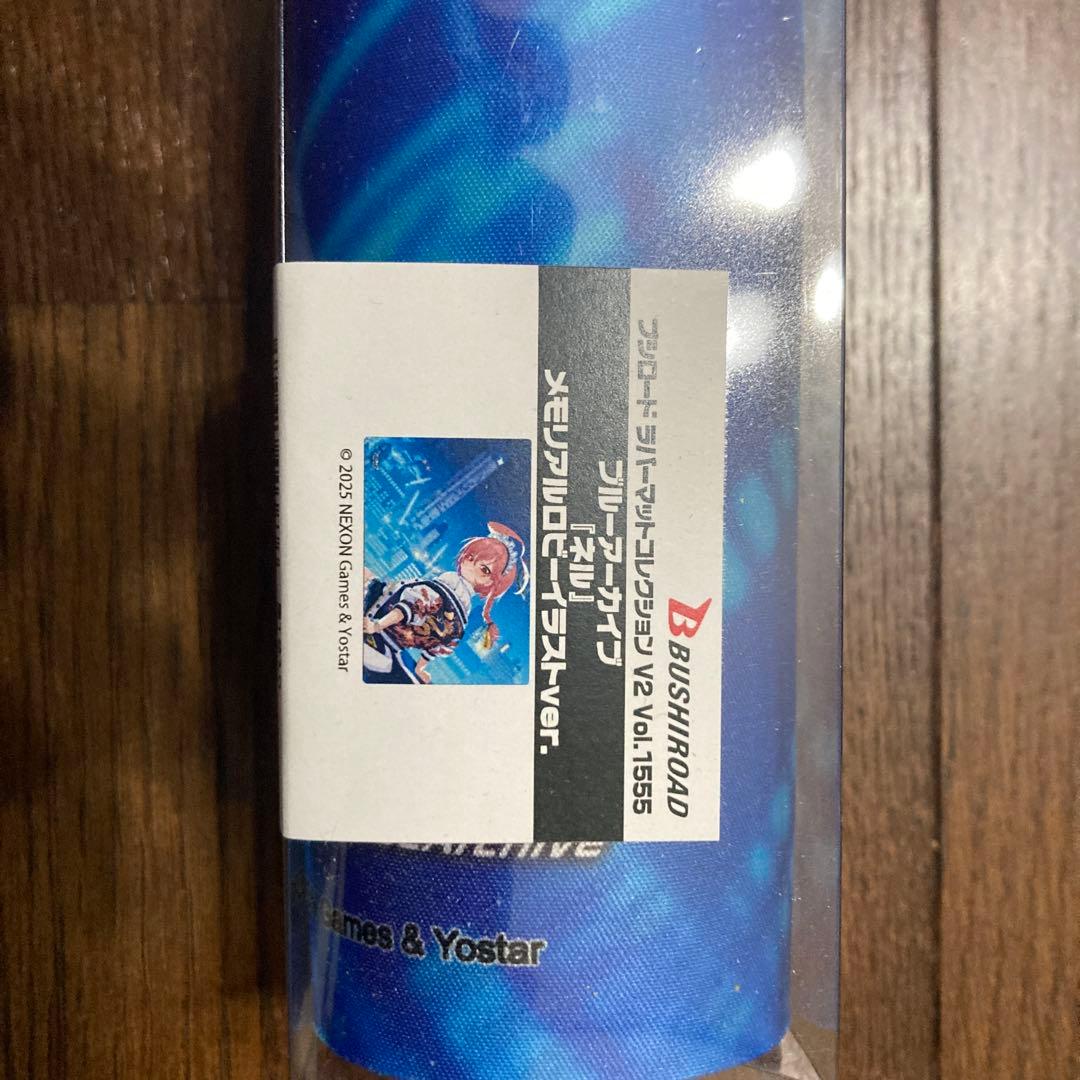 BUSHIROAD
ブシロード ラバーマットコレクション V2 Vol.1555
ブルーアーカイブ
『ネル』
メモリアルロビーイラストver.
© 2025 NEXON Games & Yostar
Games & Yostar